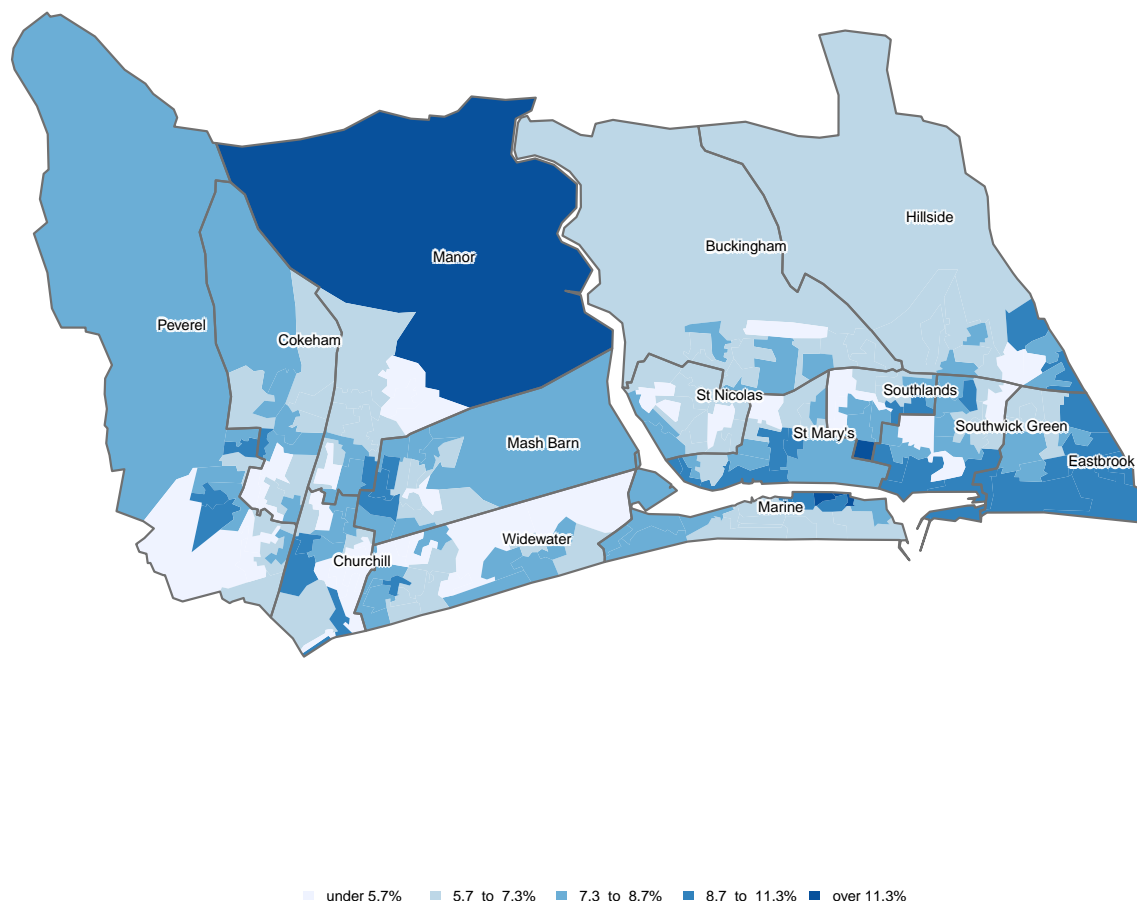 Hillside
Buckingham
Manor
Peverel
Cokeham
Southlands
St Nicolas
Southwick Green
St Mary's
Mash Barn
Eastbrook
Marine
Widewater
Churchill
under 5.7% 5.7 to 7.3% 7.3 to 8.7% 8.7 to 11.3% over 11.3%